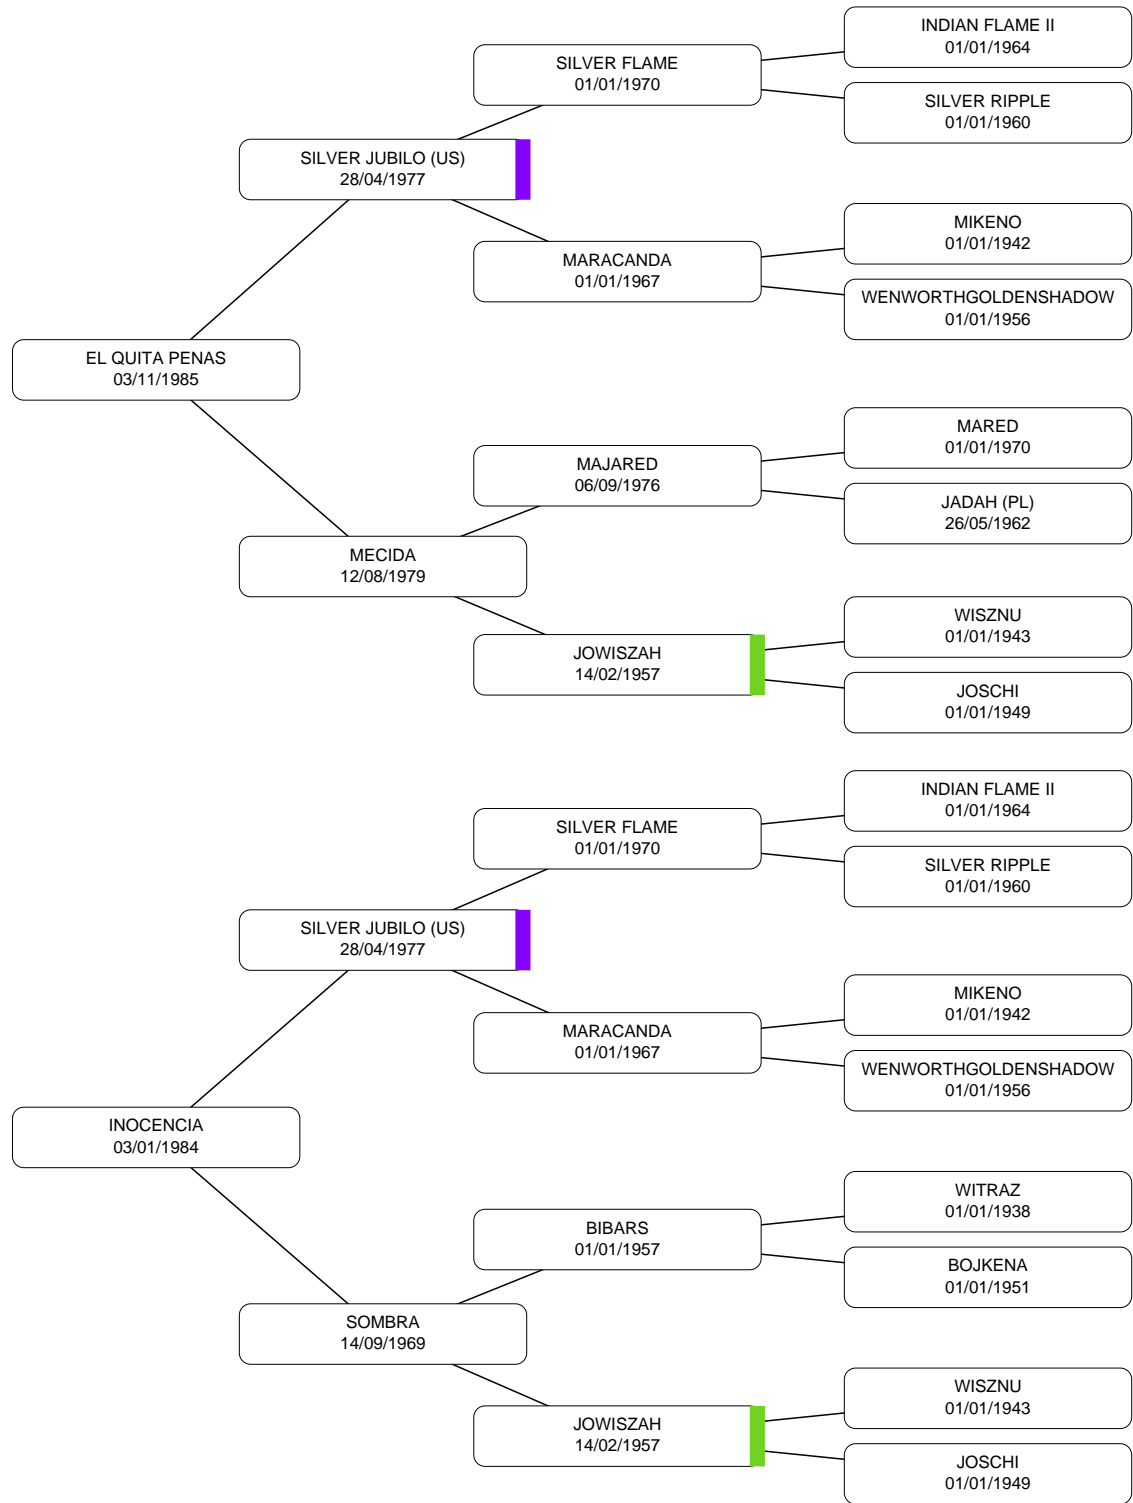 INDIAN FLAME II
01/01/1964
SILVER FLAME
01/01/1970
SILVER RIPPLE
01/01/1960
SILVER JUBILO (US)
28/04/1977
MIKENO
01/01/1942
MARACANDA
01/01/1967
WENWORTHGOLDENSHADOW
01/01/1956
EL QUITA PENAS
03/11/1985
MARED
01/01/1970
MAJARED
06/09/1976
JADAH (PL)
26/05/1962
MECIDA
12/08/1979
WISZNU
01/01/1943
JOWISZAH
14/02/1957
JOSCHI
01/01/1949
INDIAN FLAME II
01/01/1964
SILVER FLAME
01/01/1970
SILVER RIPPLE
01/01/1960
SILVER JUBILO (US)
28/04/1977
MIKENO
01/01/1942
MARACANDA
01/01/1967
WENWORTHGOLDENSHADOW
01/01/1956
INOCENCIA
03/01/1984
WITRAZ
01/01/1938
BIBARS
01/01/1957
BOJKENA
01/01/1951
SOMBRA
14/09/1969
WISZNU
01/01/1943
JOWISZAH
14/02/1957
JOSCHI
01/01/1949